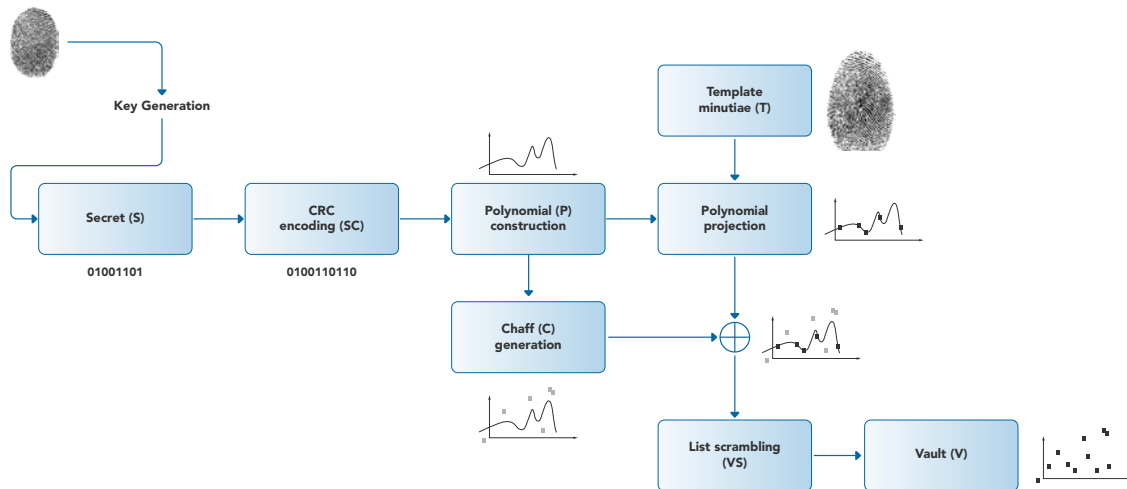 Key Generation
Template
minutiae (T)
Secret (S)
CRC
encoding (SC)
Polynomial (P)
construction
Polynomial
projection
01001101
0100110110
Chaff (C)
generation
List scrambling
(VS)
Vault (V)